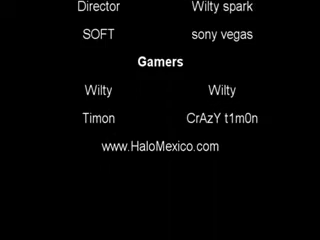 Director Wilty spark
SOFT sony vegas
Gamers
Wilty Wilty
Timon CrAzY t1m0n
www.HaloMexico.com